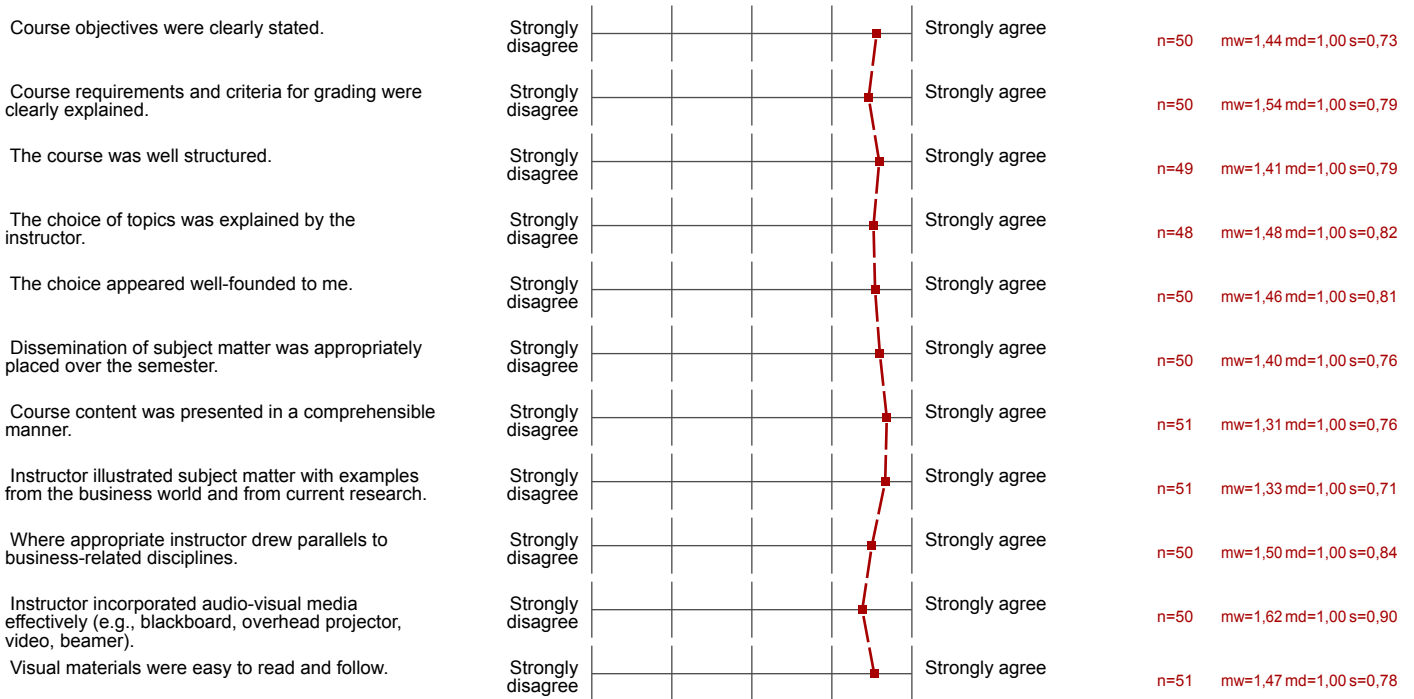 Course objectives were clearly stated.
Strongly
disagree
Strongly agree
n=50 mw=1,44 md=1,00 s=0,73
Course requirements and criteria for grading were
clearly explained.
Strongly
disagree
Strongly agree
n=50 mw=1,54 md=1,00 s=0,79
The course was well structured.
Strongly
disagree
Strongly agree
n=49 mw=1,41 md=1,00 s=0,79
The choice of topics was explained by the
instructor.
Strongly
disagree
Strongly agree
n=48 mw=1,48 md=1,00 s=0,82
The choice appeared well-founded to me.
Strongly
disagree
Strongly agree
n=50 mw=1,46 md=1,00 s=0,81
Dissemination of subject matter was appropriately
placed over the semester.
Strongly
disagree
Strongly agree
n=50 mw=1,40 md=1,00 s=0,76
Course content was presented in a comprehensible
manner.
Strongly
disagree
Strongly agree
n=51 mw=1,31 md=1,00 s=0,76
Instructor illustrated subject matter with examples
from the business world and from current research.
Strongly
disagree
Strongly agree
n=51 mw=1,33 md=1,00 s=0,71
Where appropriate instructor drew parallels to
business-related disciplines.
Strongly
disagree
Strongly agree
n=50 mw=1,50 md=1,00 s=0,84
Instructor incorporated audio-visual media
effectively (e.g., blackboard, overhead projector,
video, beamer).
Strongly
disagree
Strongly agree
n=50 mw=1,62 md=1,00 s=0,90
Visual materials were easy to read and follow.
Strongly
disagree
Strongly agree
n=51 mw=1,47 md=1,00 s=0,78